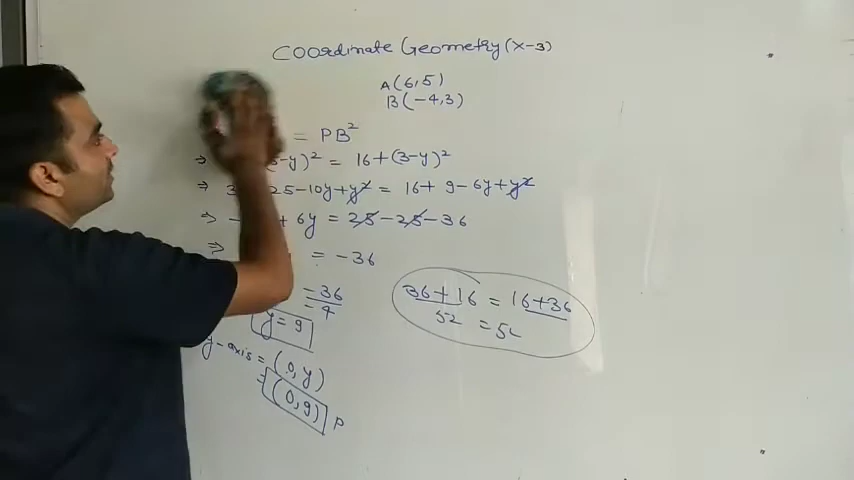 Coordinate Geometry (X-3)
A(6,5)
B(-4,3)
= PB²
⇒ -y)² = 16+(3-y)²
⇒ 3 25-10y+y² = 16+9-6y+y²
⇒ - + 6y = 25-25-36
⇒ = -36
-36
= 4
y=9
y-axis = (0,y)
= (0,9) P
36+16 = 16+36
52 = 52